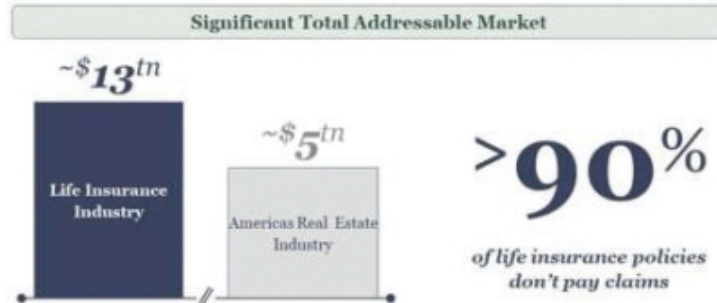 Significant Total Addressable Market
~$13tn
~$5tn
>90%
Life Insurance
Industry
Americas Real Estate
Industry
of life insurance policies
don't pay claims